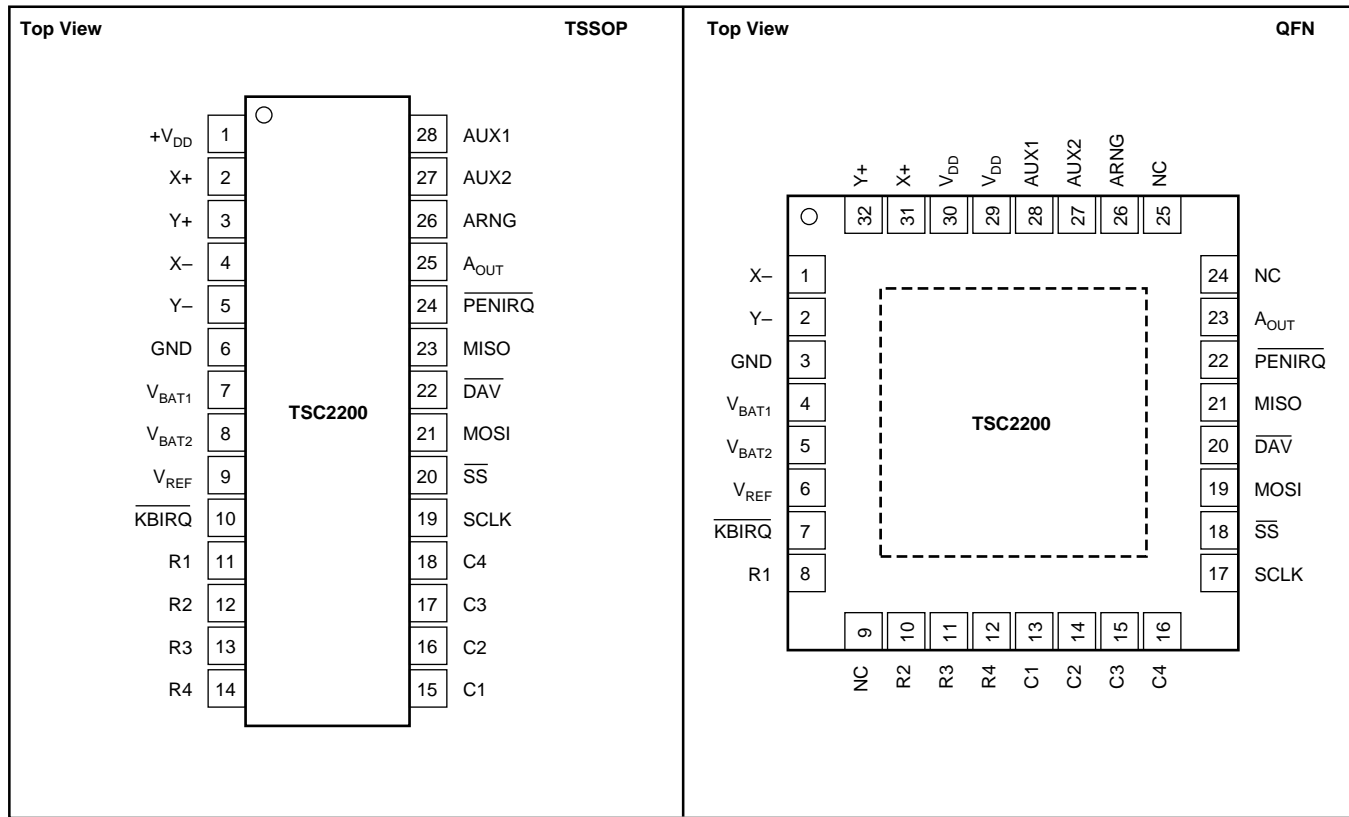 Top View TSSOP
+VDD 1 28 AUX1
X+ 2 27 AUX2
Y+ 3 26 ARNG
X– 4 25 AOUT
Y– 5 24 PENIRQ
GND 6 23 MISO
VBAT1 7 22 DAV
VBAT2 8 21 MOSI
VREF 9 20 SS
KBIRQ 10 19 SCLK
R1 11 18 C4
R2 12 17 C3
R3 13 16 C2
R4 14 15 C1
TSC2200
Top View QFN
Y+ X+ VDD VDD AUX1 AUX2 ARNG NC
32 31 30 29 28 27 26 25
X– 1 24 NC
Y– 2 23 AOUT
GND 3 22 PENIRQ
VBAT1 4 21 MISO
VBAT2 5 20 DAV
VREF 6 19 MOSI
KBIRQ 7 18 SS
R1 8 17 SCLK
TSC2200
9 10 11 12 13 14 15 16
NC R2 R3 R4 C1 C2 C3 C4